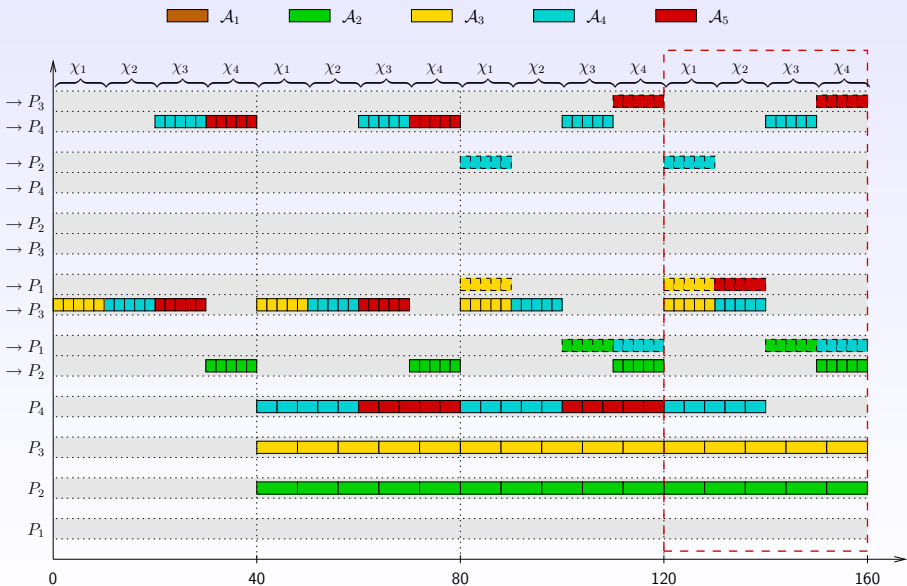 𝒜₁ 𝒜₂ 𝒜₃ 𝒜₄ 𝒜₅
χ₁ χ₂ χ₃ χ₄ χ₁ χ₂ χ₃ χ₄ χ₁ χ₂ χ₃ χ₄ χ₁ χ₂ χ₃ χ₄
→ P₃
→ P₄
→ P₂
→ P₄
→ P₂
→ P₃
→ P₁
→ P₃
→ P₁
→ P₂
P₄
P₃
P₂
P₁
0 40 80 120 160